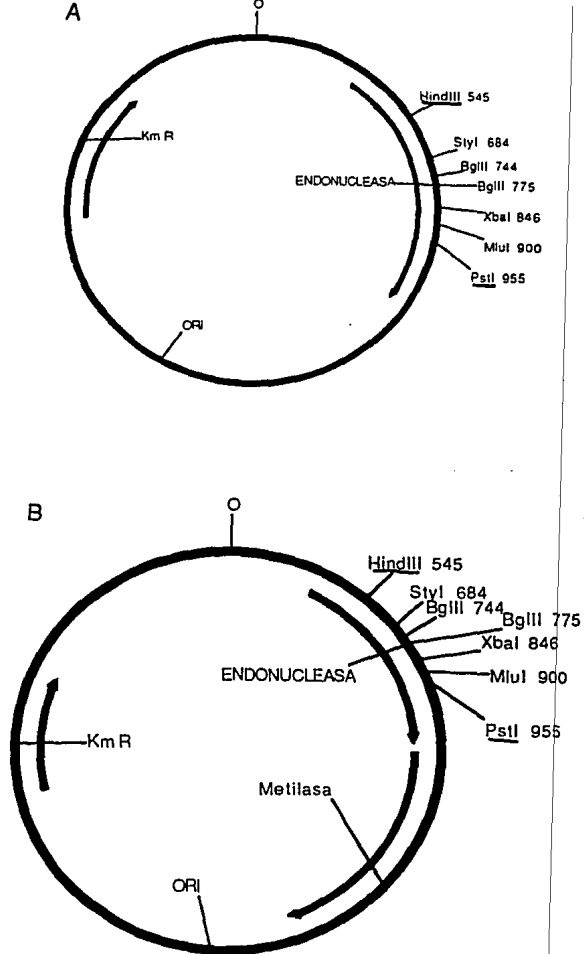 A
O
HindIII 545
KmR
StyI 684
BglII 744
ENDONUCLEASA
BglII 775
XbaI 846
MluI 900
PstI 955
ORI
B
O
HindIII 545
StyI 684
BglII 744
BglII 775
XbaI 846
ENDONUCLEASA
MluI 900
PstI 955
KmR
Metilasa
ORI